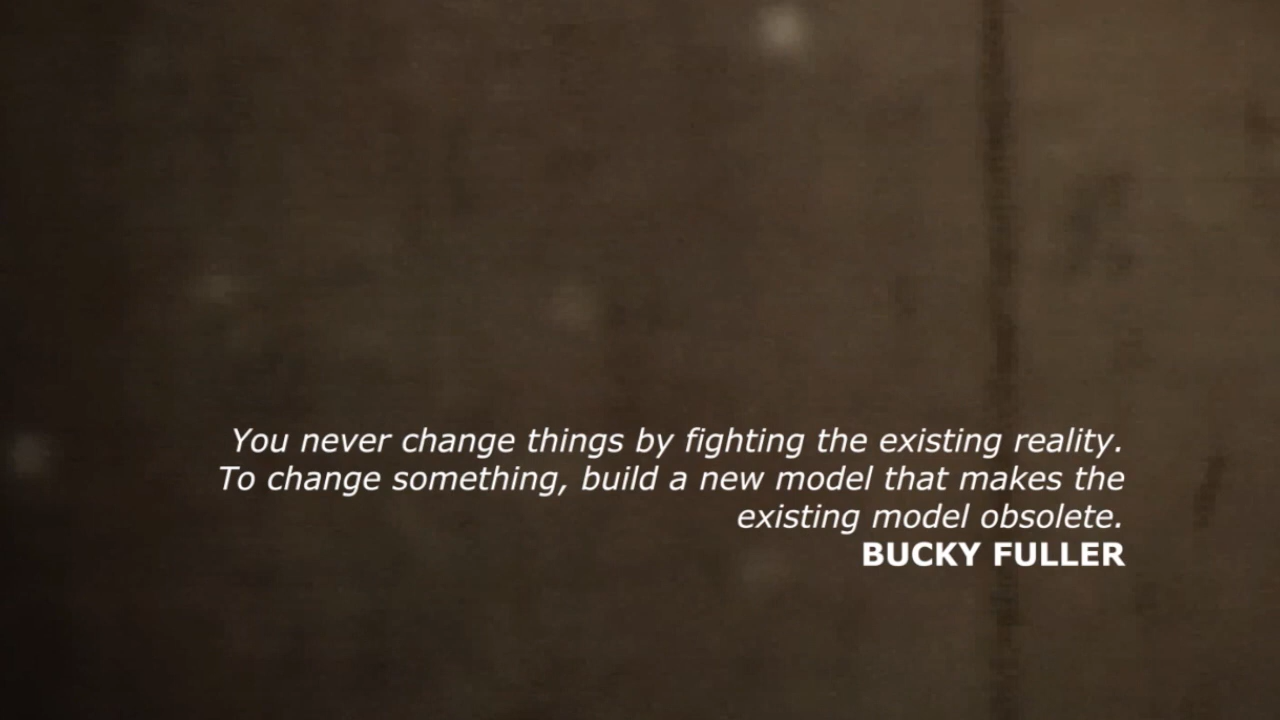 You never change things by fighting the existing reality.
To change something, build a new model that makes the
existing model obsolete.
BUCKY FULLER